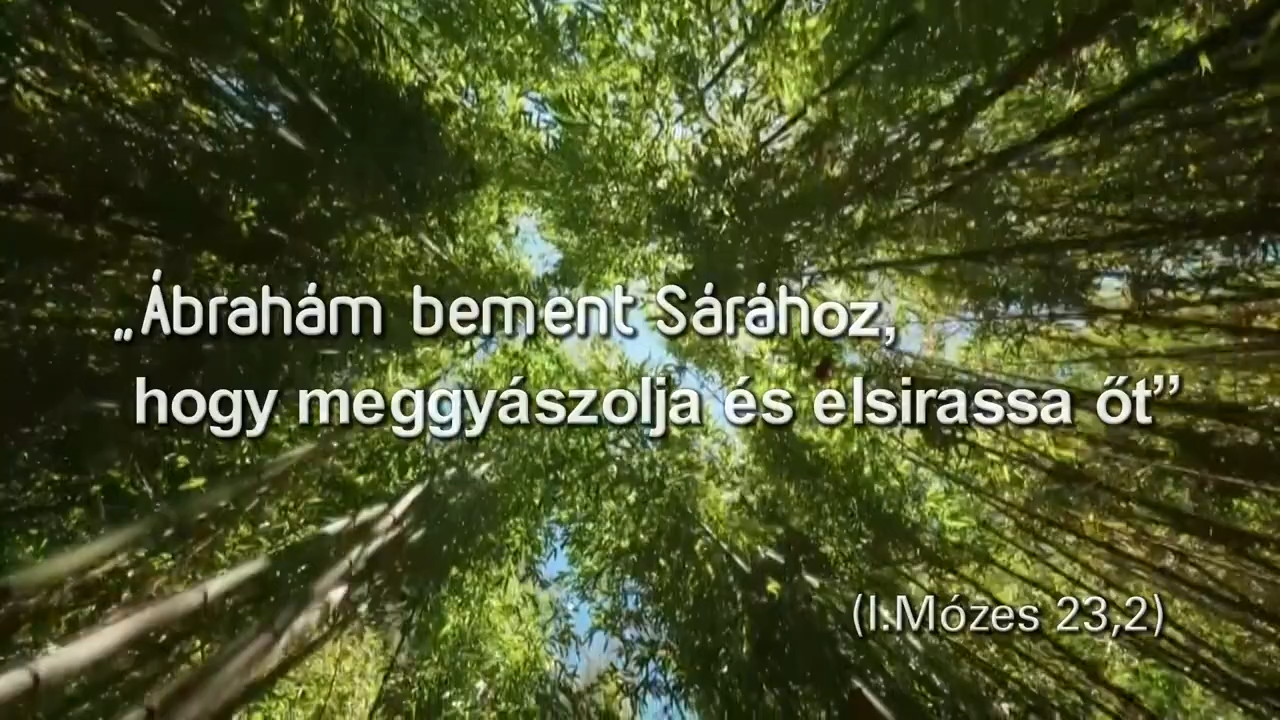 „Ábrahám bement Sárához,
hogy meggyászolja és elsirassa őt”
(I.Mózes 23,2)